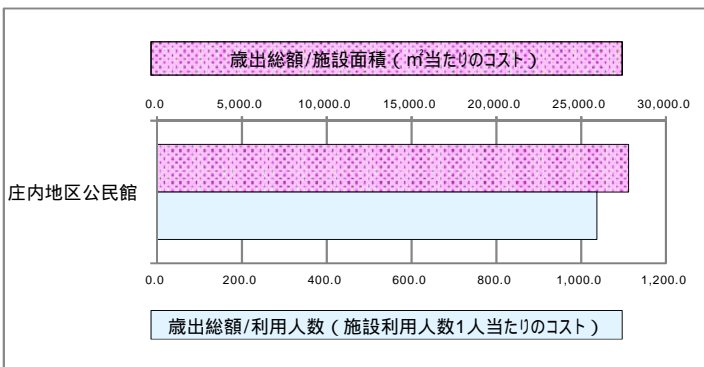 歳出総額/施設面積(㎡当たりのコスト)
0.0 5,000.0 10,000.0 15,000.0 20,000.0 25,000.0 30,000.0
庄内地区公民館
0.0 200.0 400.0 600.0 800.0 1,000.0 1,200.0
歳出総額/利用人数(施設利用人数1人当たりのコスト)